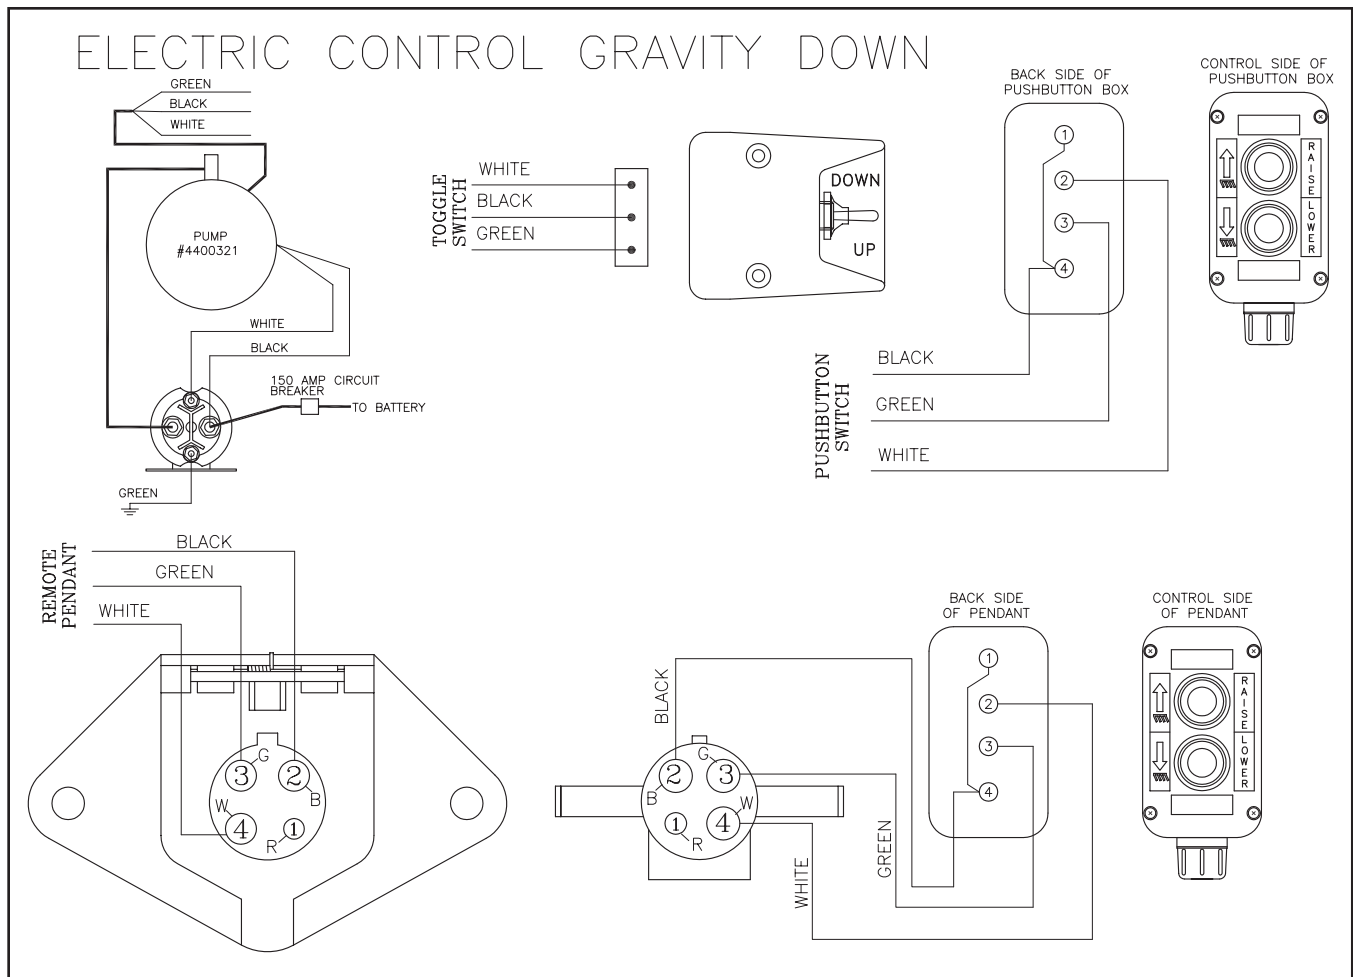 ELECTRIC CONTROL GRAVITY DOWN
GREEN
BLACK
WHITE
PUMP
#4400321
WHITE
BLACK
150 AMP CIRCUIT
BREAKER
TO BATTERY
GREEN
TOGGLE
SWITCH
WHITE
BLACK
GREEN
DOWN
UP
BACK SIDE OF
PUSHBUTTON BOX
1
2
3
4
CONTROL SIDE OF
PUSHBUTTON BOX
RAISE
LOWER
PUSHBUTTON
SWITCH
BLACK
GREEN
WHITE
REMOTE
PENDANT
BLACK
GREEN
WHITE
G
3
2
B
W
4
1
R
BLACK
G
2
3
B
W
1
4
R
WHITE
GREEN
BACK SIDE
OF PENDANT
1
2
3
4
CONTROL SIDE
OF PENDANT
RAISE
LOWER